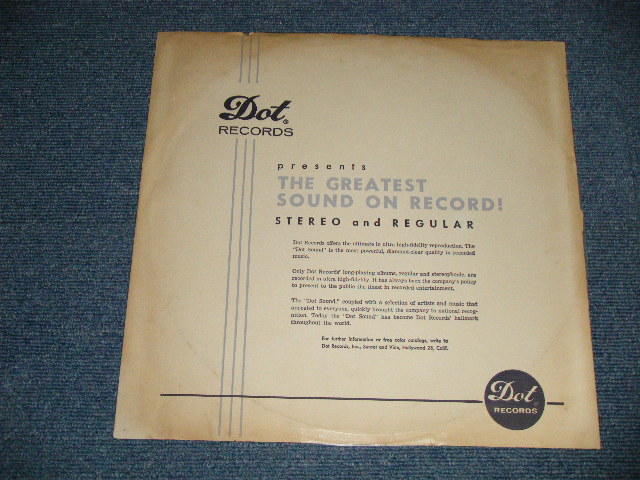 Dot®
RECORDS
presents
THE GREATEST
SOUND ON RECORD!
STEREO and REGULAR
Dot Records offers the ultimate in ultra high-fidelity reproduction. The
"Dot Sound" is the most powerful, diamond-clear quality in recorded
music.
Only Dot Records' long-playing albums, regular and stereophonic, are
recorded in ultra high-fidelity. It has always been the company's policy
to present to the public the finest in recorded entertainment.
The "Dot Sound," coupled with a selection of artists and music that
appealed to everyone, quickly brought the company to national recog-
nition. Today the "Dot Sound" has become Dot Records' hallmark
throughout the world.
For further information or free color catalogs, write to
Dot Records, Inc., Sunset and Vine, Hollywood 28, Calif.
Dot®
RECORDS